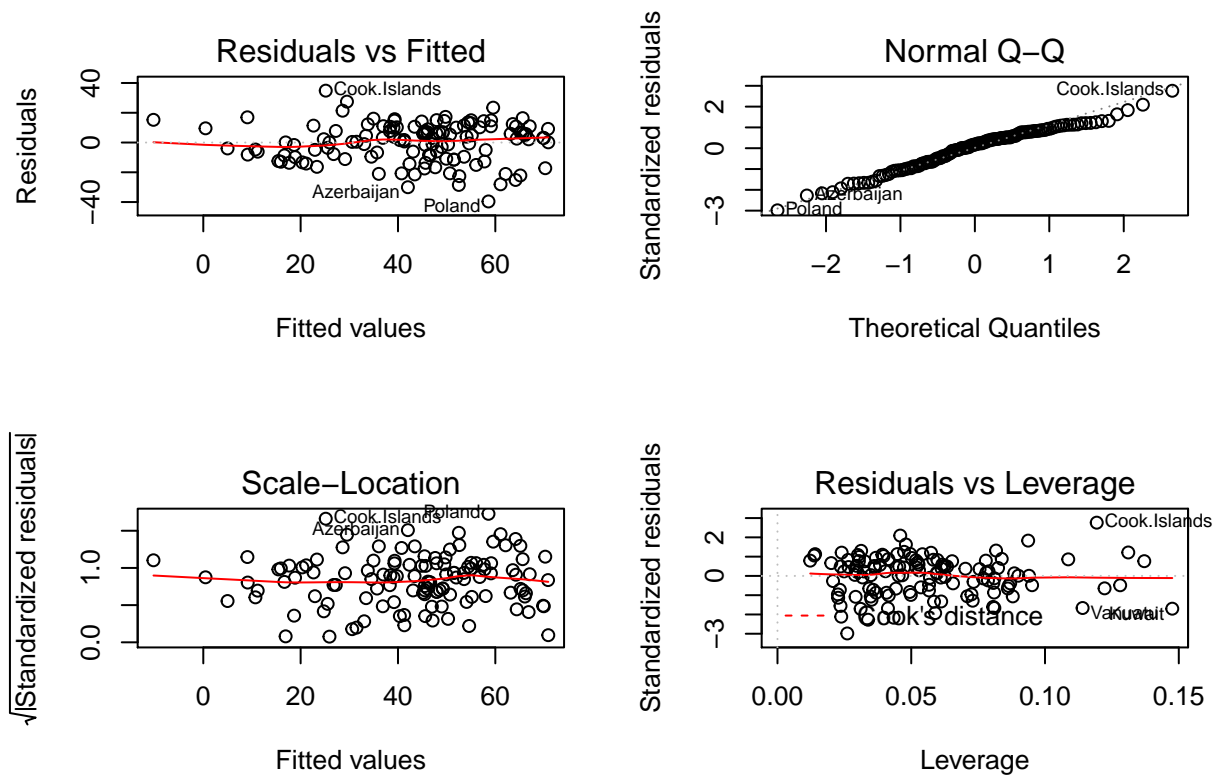 Residuals vs Fitted
Residuals
40
0
−40
Cook.Islands
Azerbaijan
Poland
0 20 40 60
Fitted values
Normal Q−Q
Standardized residuals
2
0
−3
Cook.Islands
Azerbaijan
Poland
−2 −1 0 1 2
Theoretical Quantiles
Scale−Location
√|Standardized residuals|
1.0
0.0
Poland
Cook.Islands
Azerbaijan
0 20 40 60
Fitted values
Residuals vs Leverage
Standardized residuals
2
0
−3
Cook.Islands
Vanuatu
Kuwait
Cook's distance
0.00 0.05 0.10 0.15
Leverage